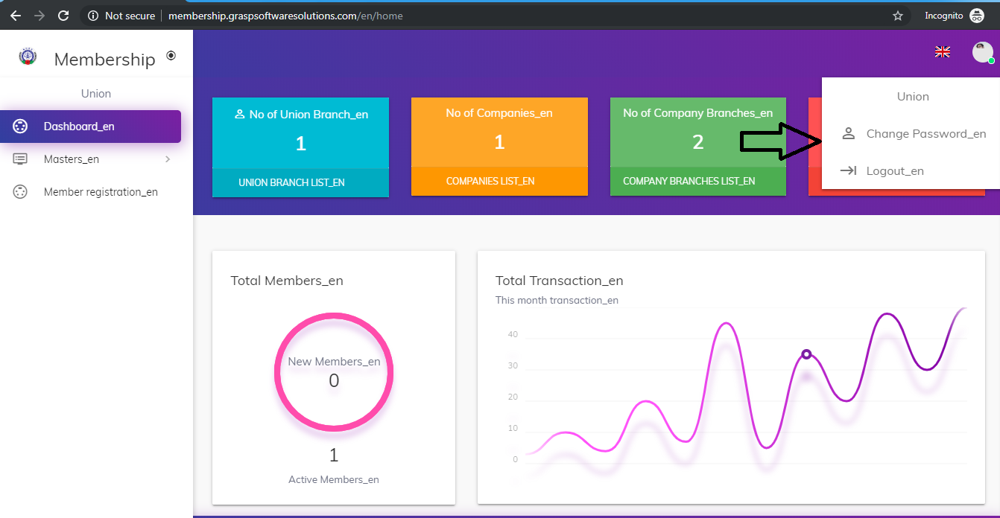 Not secure
membership.graspsoftwaresolutions.com/en/home
Incognito
Membership
Union
Dashboard_en
Masters_en
Member registration_en
No of Union Branch_en
1
UNION BRANCH LIST_EN
No of Companies_en
1
COMPANIES LIST_EN
No of Company Branches_en
2
COMPANY BRANCHES LIST_EN
Union
Change Password_en
Logout_en
Total Members_en
New Members_en
0
1
Active Members_en
Total Transaction_en
This month transaction_en
40
30
20
10
0